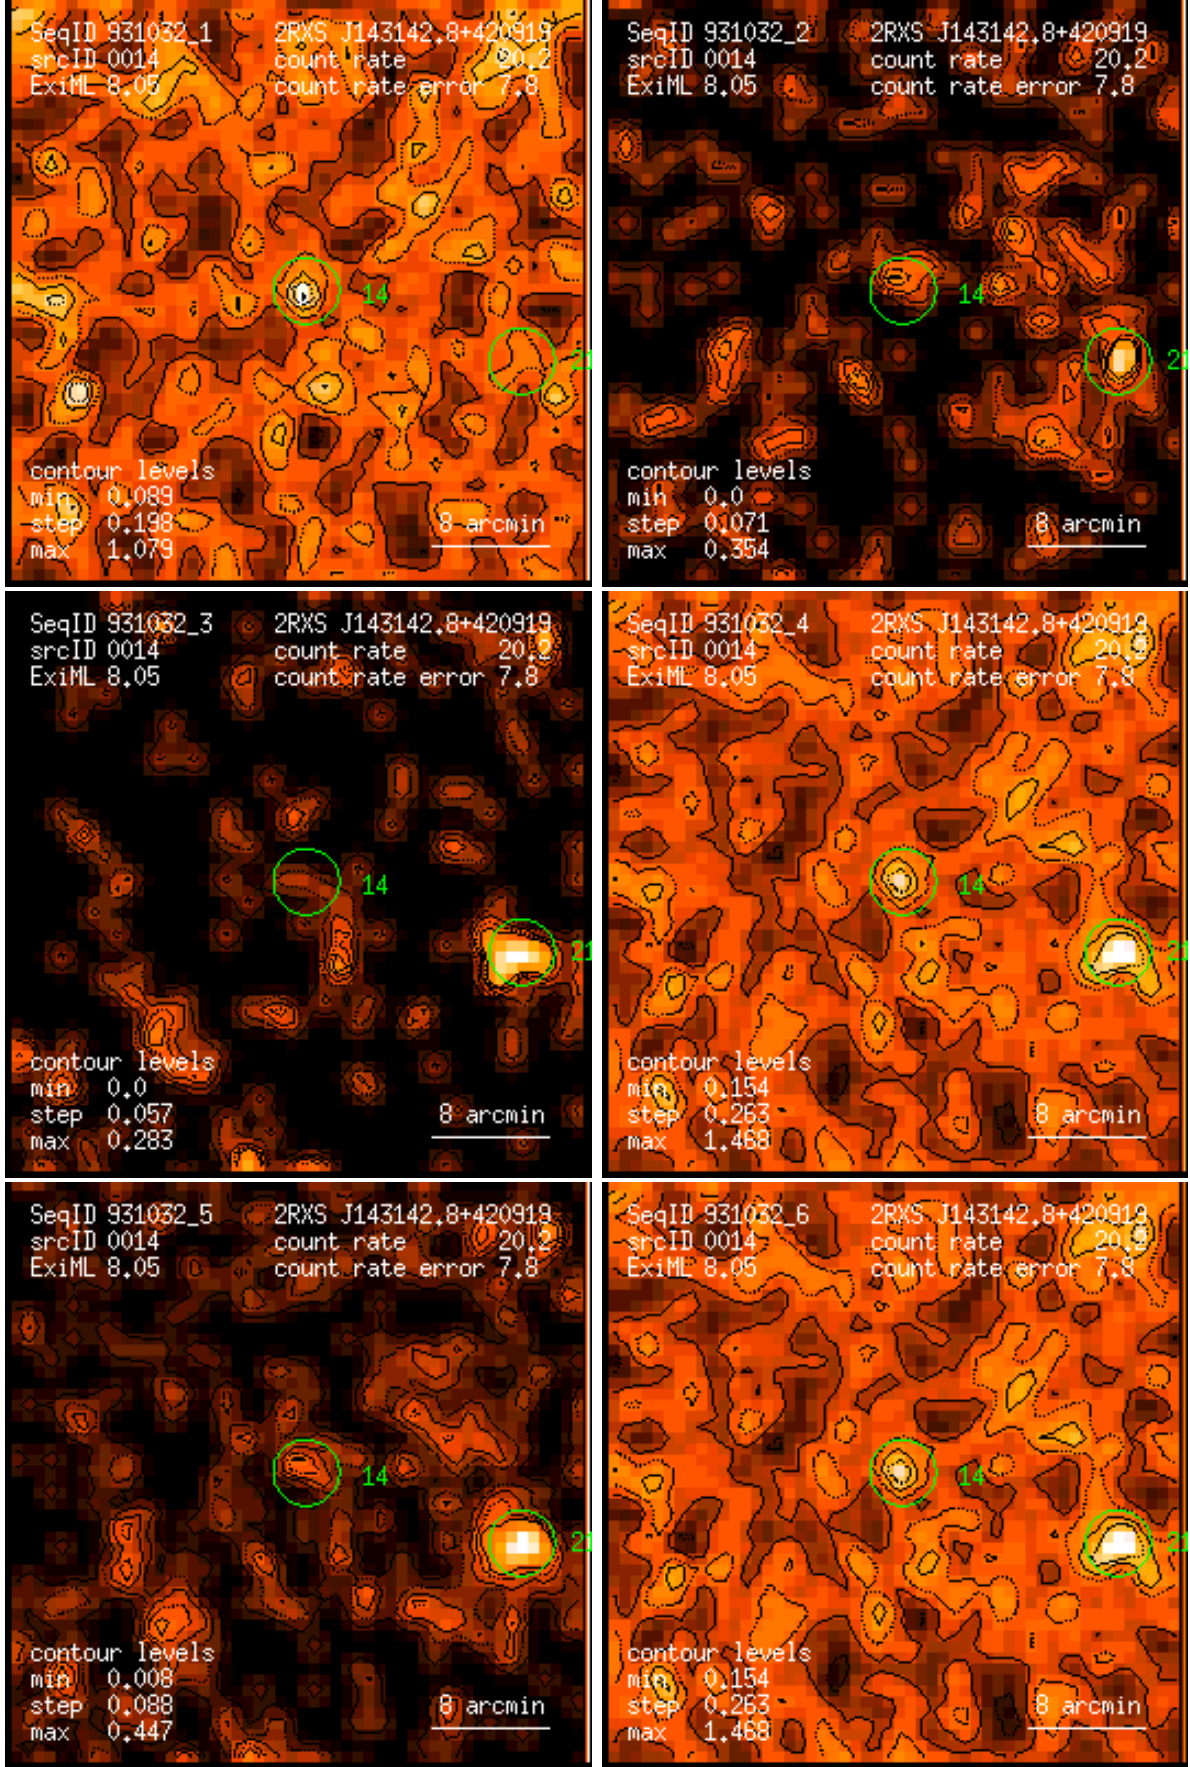 SeqID 931032_1 2RXS J143142.8+420919
srcID 0014 count rate 20.2
ExiML 8.05 count rate error 7.8
14
21
contour levels
min 0.089
step 0.198
max 1.079
8 arcmin
SeqID 931032_2 2RXS J143142.8+420919
srcID 0014 count rate 20.2
ExiML 8.05 count rate error 7.8
14
21
contour levels
min 0.0
step 0.071
max 0.354
8 arcmin
SeqID 931032_3 2RXS J143142.8+420919
srcID 0014 count rate 20.2
ExiML 8.05 count rate error 7.8
14
21
contour levels
min 0.0
step 0.057
max 0.283
8 arcmin
SeqID 931032_4 2RXS J143142.8+420919
srcID 0014 count rate 20.2
ExiML 8.05 count rate error 7.8
14
21
contour levels
min 0.154
step 0.263
max 1.468
8 arcmin
SeqID 931032_5 2RXS J143142.8+420919
srcID 0014 count rate 20.2
ExiML 8.05 count rate error 7.8
14
21
contour levels
min 0.008
step 0.088
max 0.447
8 arcmin
SeqID 931032_6 2RXS J143142.8+420919
srcID 0014 count rate 20.2
ExiML 8.05 count rate error 7.8
14
21
contour levels
min 0.154
step 0.263
max 1.468
8 arcmin